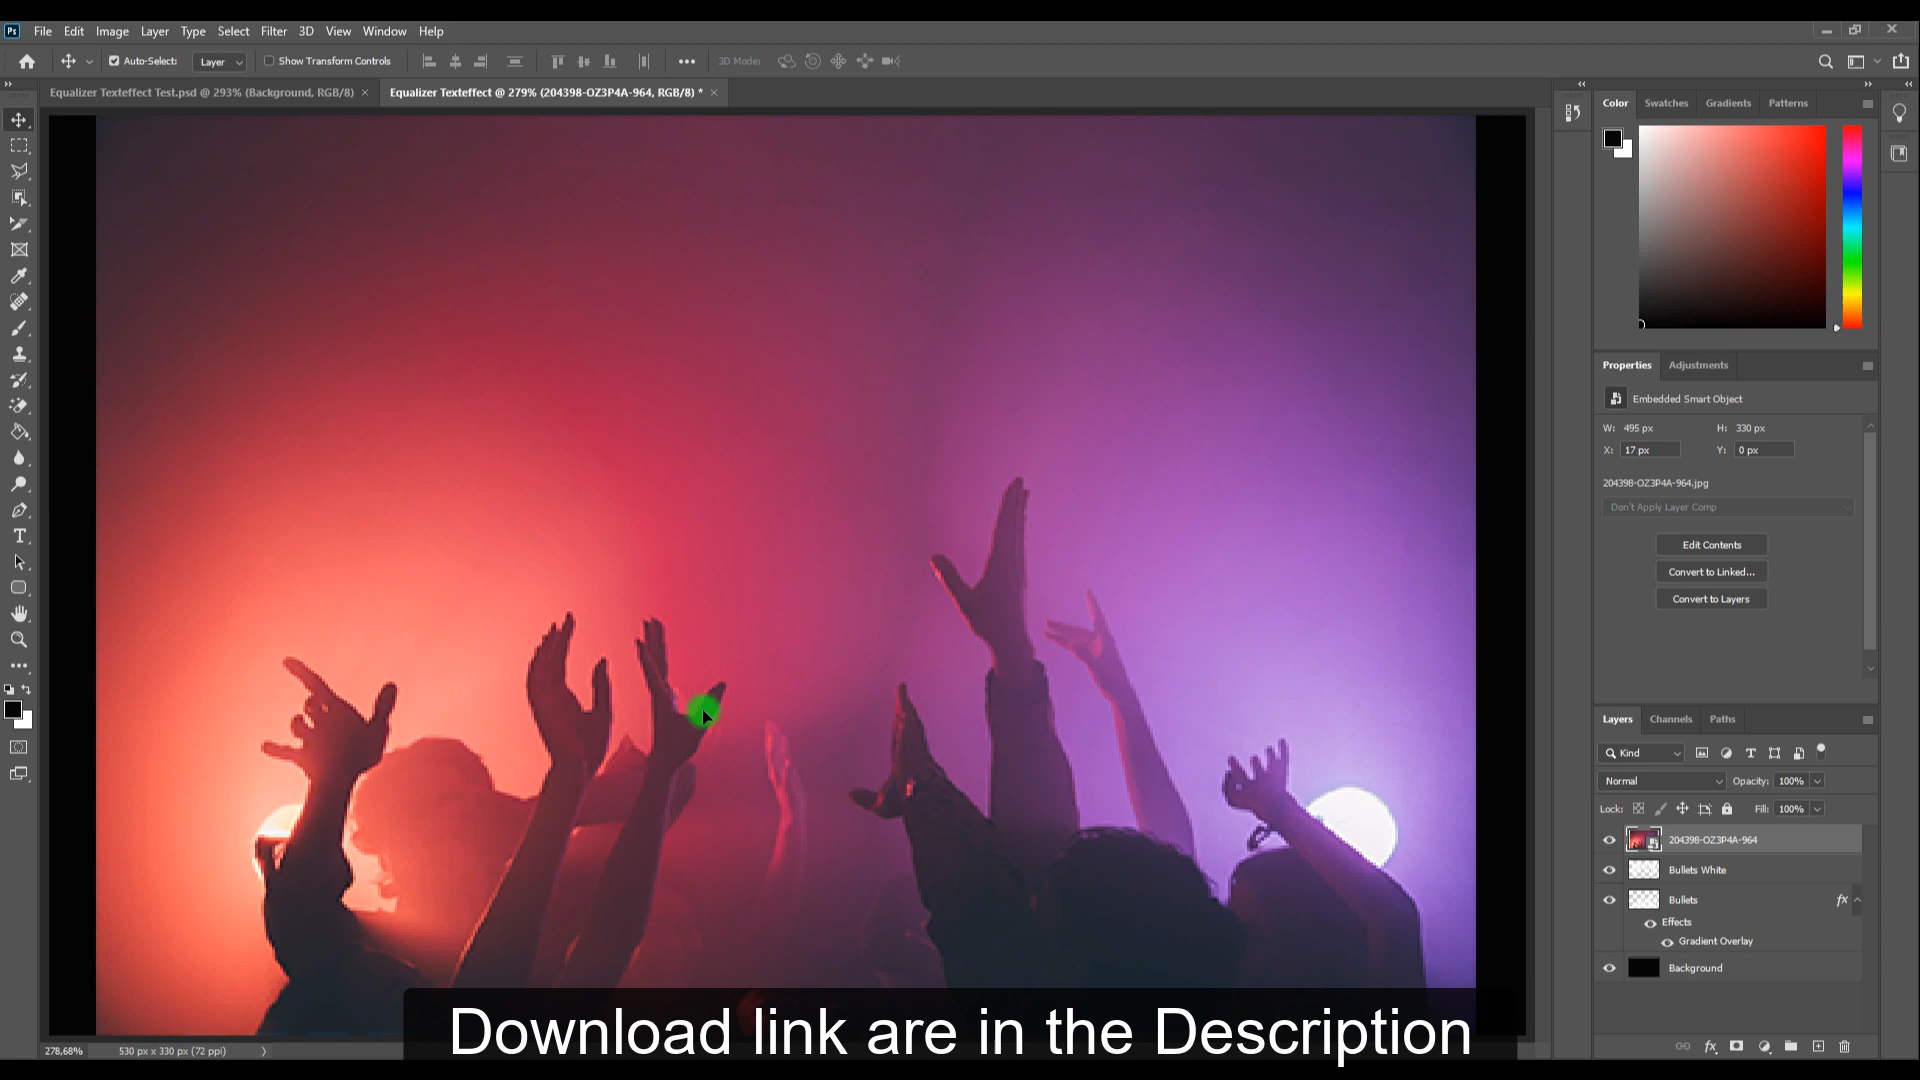 Ps File Edit Image Layer Type Select Filter 3D View Window Help
Auto-Select: Layer Show Transform Controls 3D Mode:
Equalizer Texteffect Test.psd @ 293% (Background, RGB/8) × Equalizer Texteffect @ 279% (204398-OZ3P4A-964, RGB/8) * ×
Color Swatches Gradients Patterns
Properties Adjustments
Embedded Smart Object
W: 495 px H: 330 px
X: 17 px Y: 0 px
204398-OZ3P4A-964.jpg
Don't Apply Layer Comp
Edit Contents
Convert to Linked...
Convert to Layers
Layers Channels Paths
Kind
Normal Opacity: 100%
Lock: Fill: 100%
204398-OZ3P4A-964
Bullets White
Bullets fx
Effects
Gradient Overlay
Background
Download link are in the Description
278,68% 530 px x 330 px (72 ppi)
fx